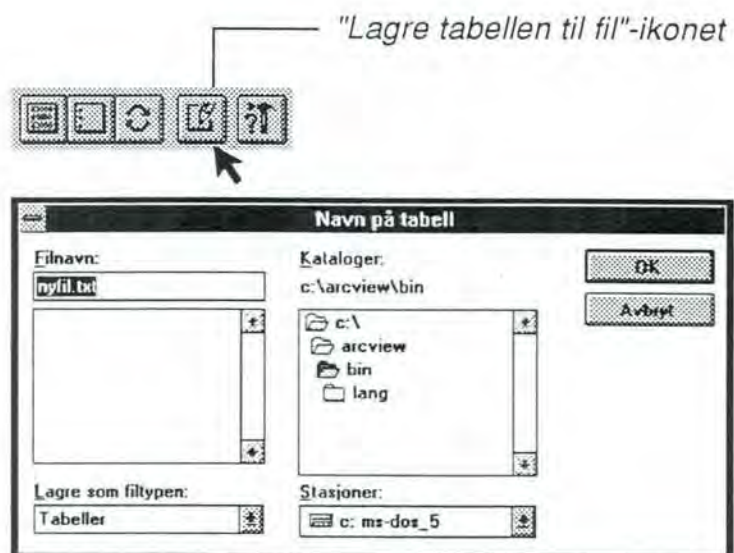 "Lagre tabellen til fil"-ikonet
Navn på tabell
Filnavn:
nyfil.txt
Kataloger:
c:\arcview\bin
c:\
arcview
bin
lang
OK
Avbryt
Lagre som filtypen:
Tabeller
Stasjoner:
c: ms-dos_5